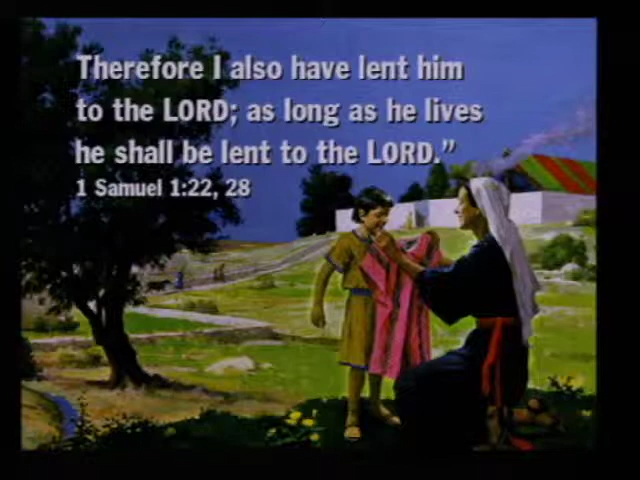 Therefore I also have lent him
to the LORD; as long as he lives
he shall be lent to the LORD.”
1 Samuel 1:22, 28